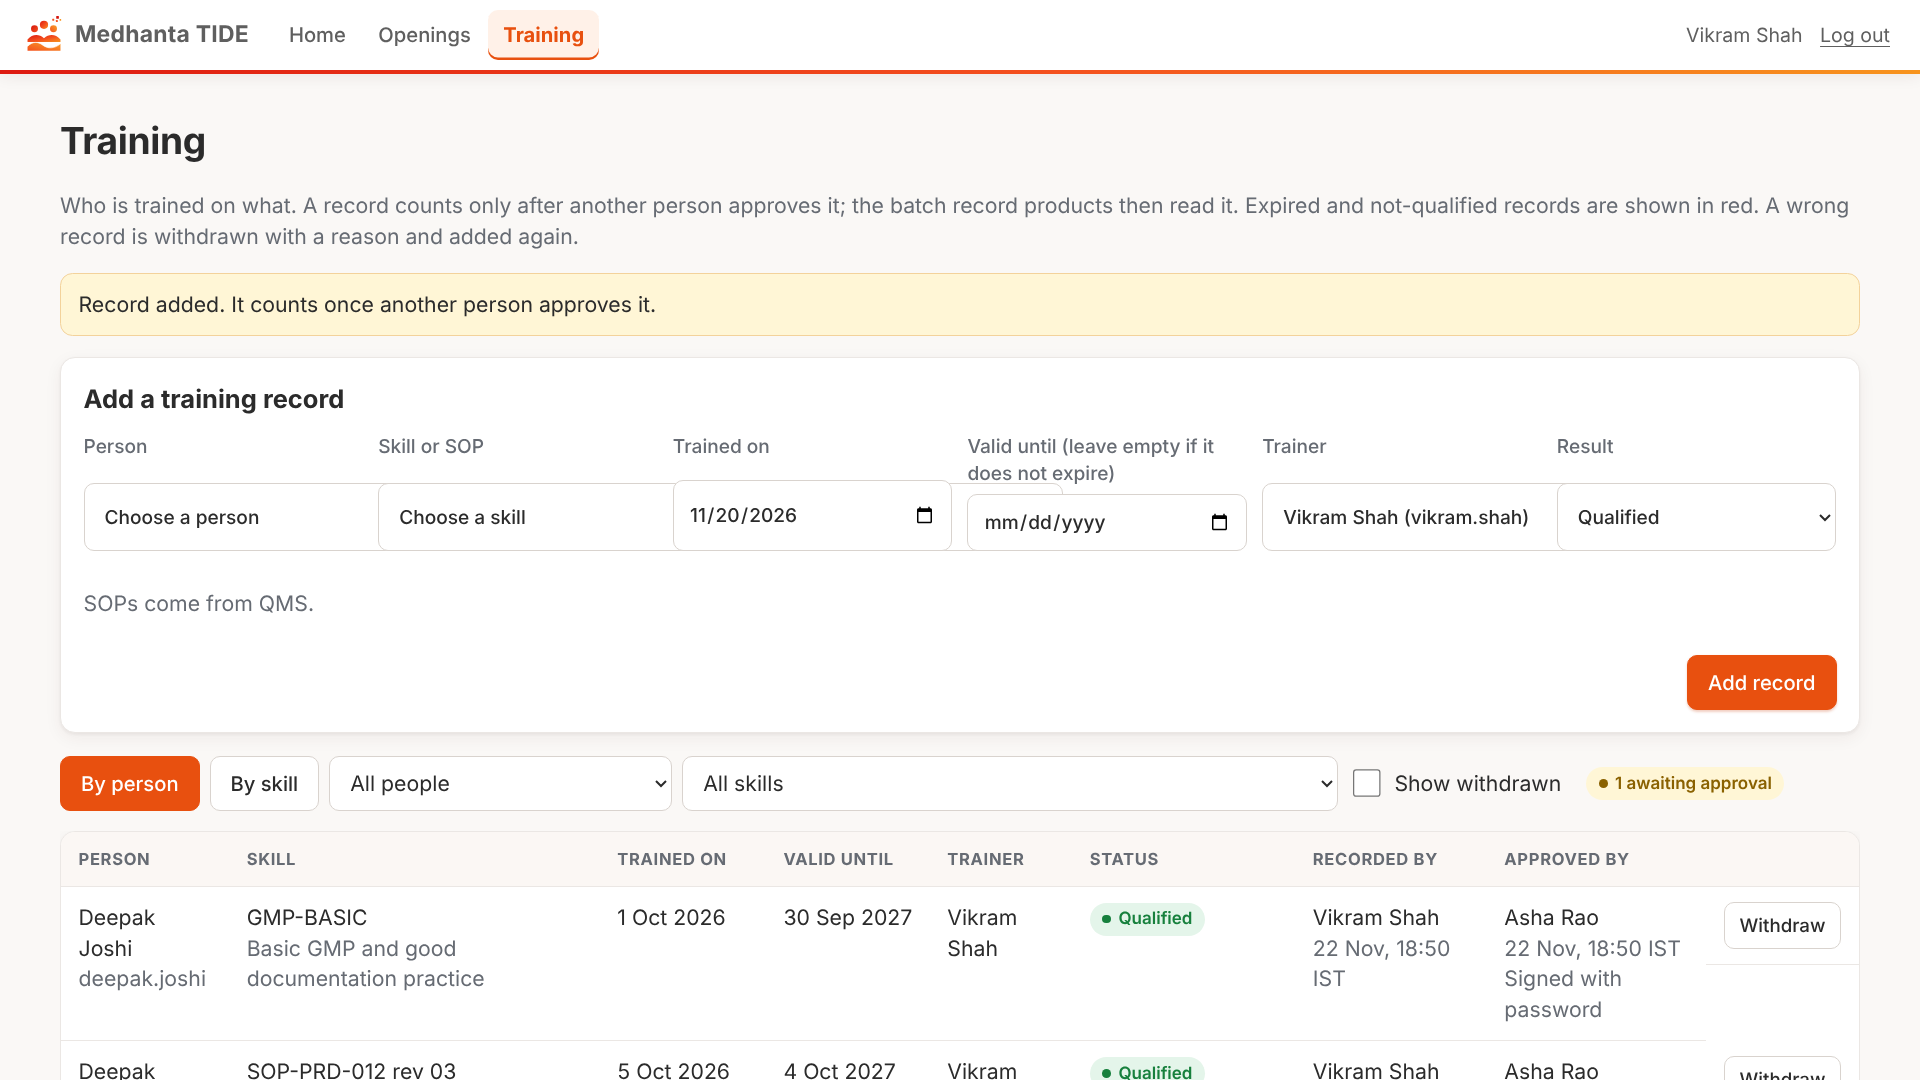 Medhanta TIDE
Home
Openings
Training
Vikram Shah
Log out
Training
Who is trained on what. A record counts only after another person approves it; the batch record products then read it. Expired and not-qualified records are shown in red. A wrong
record is withdrawn with a reason and added again.
Record added. It counts once another person approves it.
Add a training record
Person
Skill or SOP
Trained on
Valid until (leave empty if it
does not expire)
Trainer
Result
Choose a person
Choose a skill
11/20/2026
mm/dd/yyyy
Vikram Shah (vikram.shah)
Qualified
SOPs come from QMS.
Add record
By person
By skill
All people
All skills
Show withdrawn
1 awaiting approval
PERSON
SKILL
TRAINED ON
VALID UNTIL
TRAINER
STATUS
RECORDED BY
APPROVED BY
Deepak
Joshi
deepak.joshi
GMP-BASIC
Basic GMP and good
documentation practice
1 Oct 2026
30 Sep 2027
Vikram
Shah
Qualified
Vikram Shah
22 Nov, 18:50
IST
Asha Rao
22 Nov, 18:50 IST
Signed with
password
Withdraw
Deepak
SOP-PRD-012 rev 03
5 Oct 2026
4 Oct 2027
Vikram
Qualified
Vikram Shah
Asha Rao
Withdraw